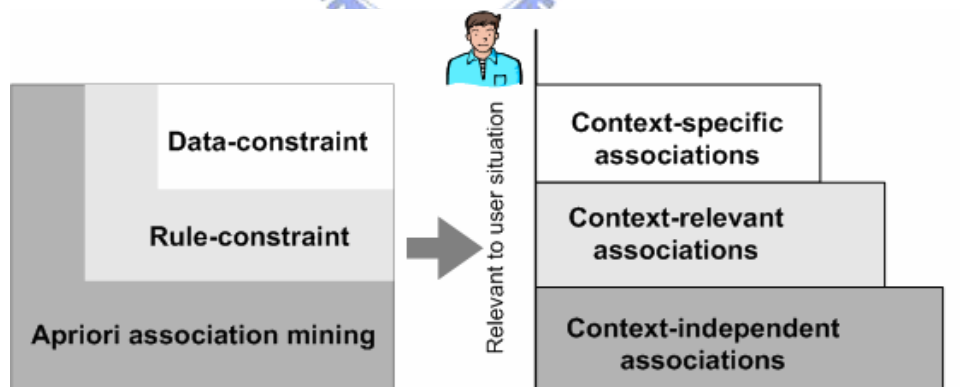 Data-constraint
Rule-constraint
Apriori association mining
Relevant to user situation
Context-specific
associations
Context-relevant
associations
Context-independent
associations